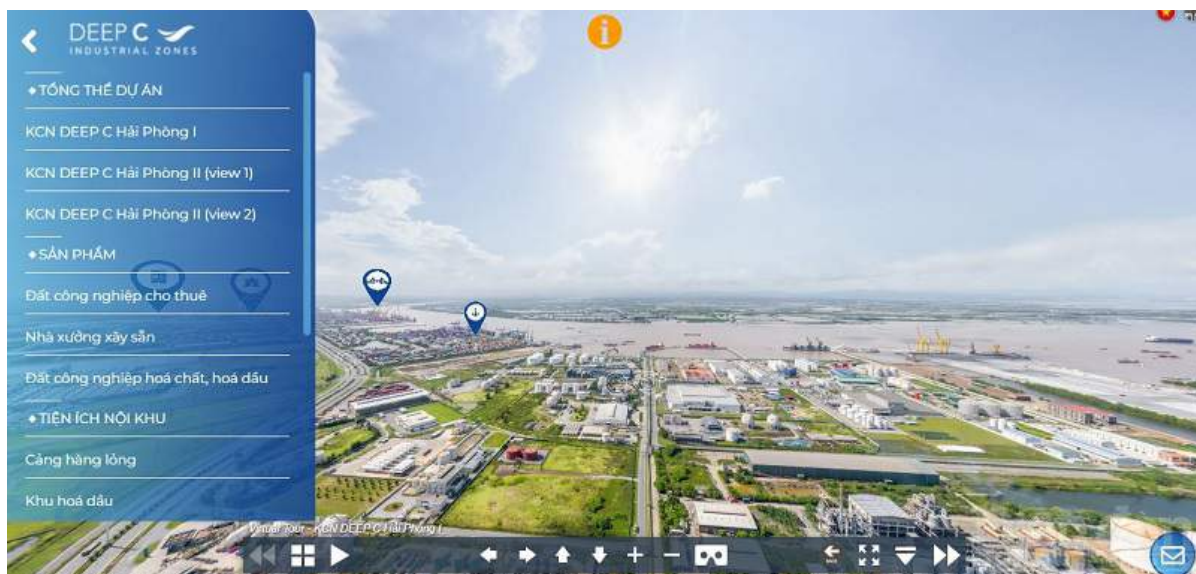 DEEP C
INDUSTRIAL ZONES
TỔNG THỂ DỰ ÁN
KCN DEEP C Hải Phòng I
KCN DEEP C Hải Phòng II (view 1)
KCN DEEP C Hải Phòng II (view 2)
SẢN PHẨM
Đất công nghiệp cho thuê
Nhà xưởng xây sẵn
Đất công nghiệp hoá chất, hoá dầu
TIỆN ÍCH NỘI KHU
Cảng hàng lỏng
Khu hoá dầu
Virtual Tour - KCN DEEP C Hải Phòng I